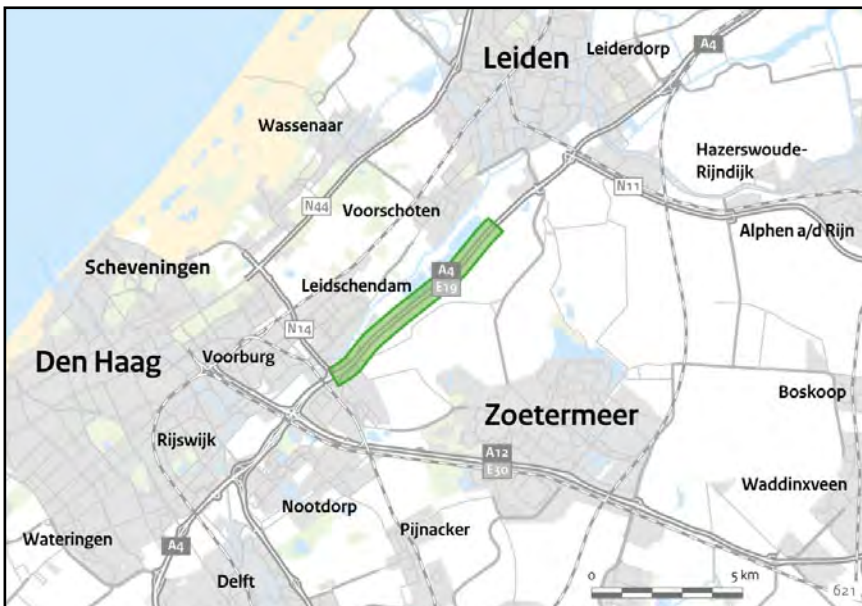 Leiden
Leiderdorp
A4
Wassenaar
Hazerswoude-
Rijndijk
N11
N44
Voorschoten
Alphen a/d Rijn
Scheveningen
Leidschendam
A4
E19
N14
Den Haag
Voorburg
Boskoop
Zoetermeer
Rijswijk
A12
E30
Waddinxveen
Nootdorp
Pijnacker
Wateringen
A4
Delft
0
5 km
621